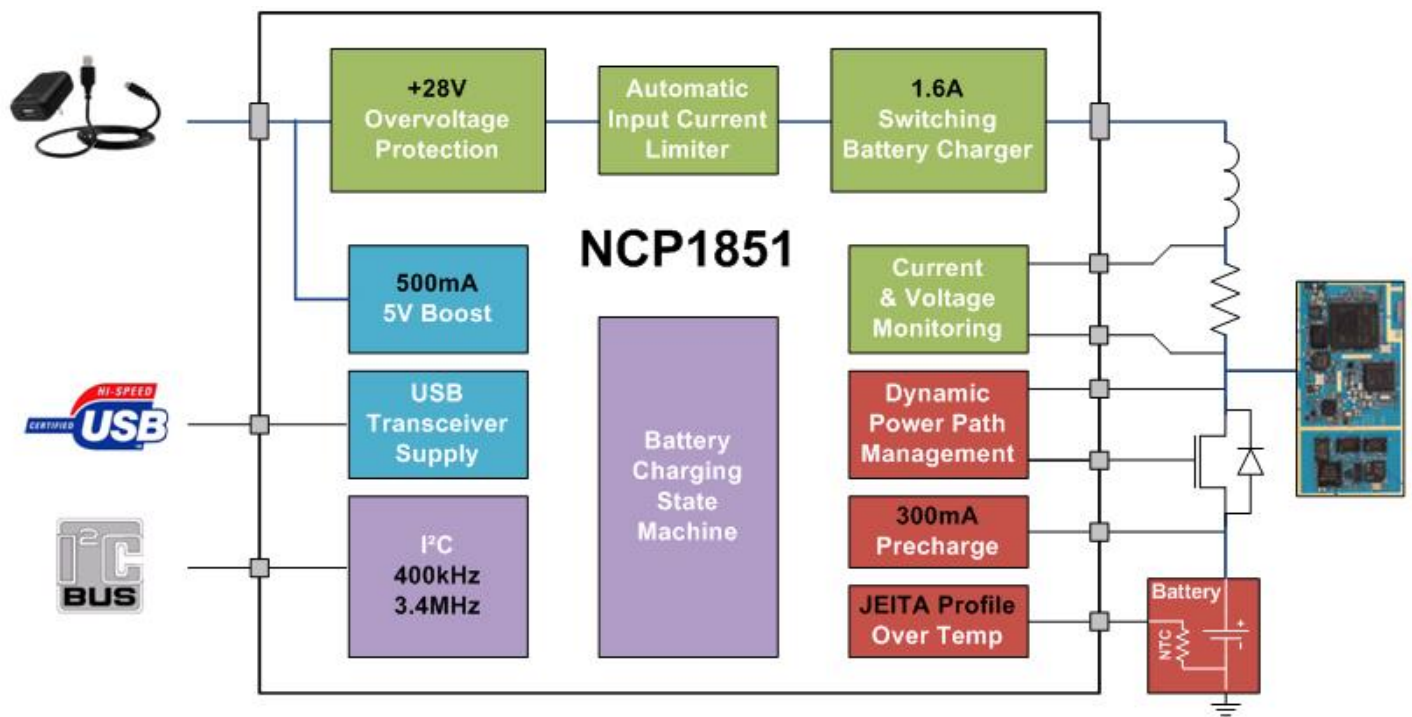 +28V
Overvoltage
Protection
Automatic
Input Current
Limiter
1.6A
Switching
Battery Charger
NCP1851
500mA
5V Boost
Current
& Voltage
Monitoring
HI-SPEED
CERTIFIED USB
USB
Transceiver
Supply
Battery
Charging
State
Machine
Dynamic
Power Path
Management
I²C
BUS
I²C
400kHz
3.4MHz
300mA
Precharge
JEITA Profile
Over Temp
Battery
NTC
+
-